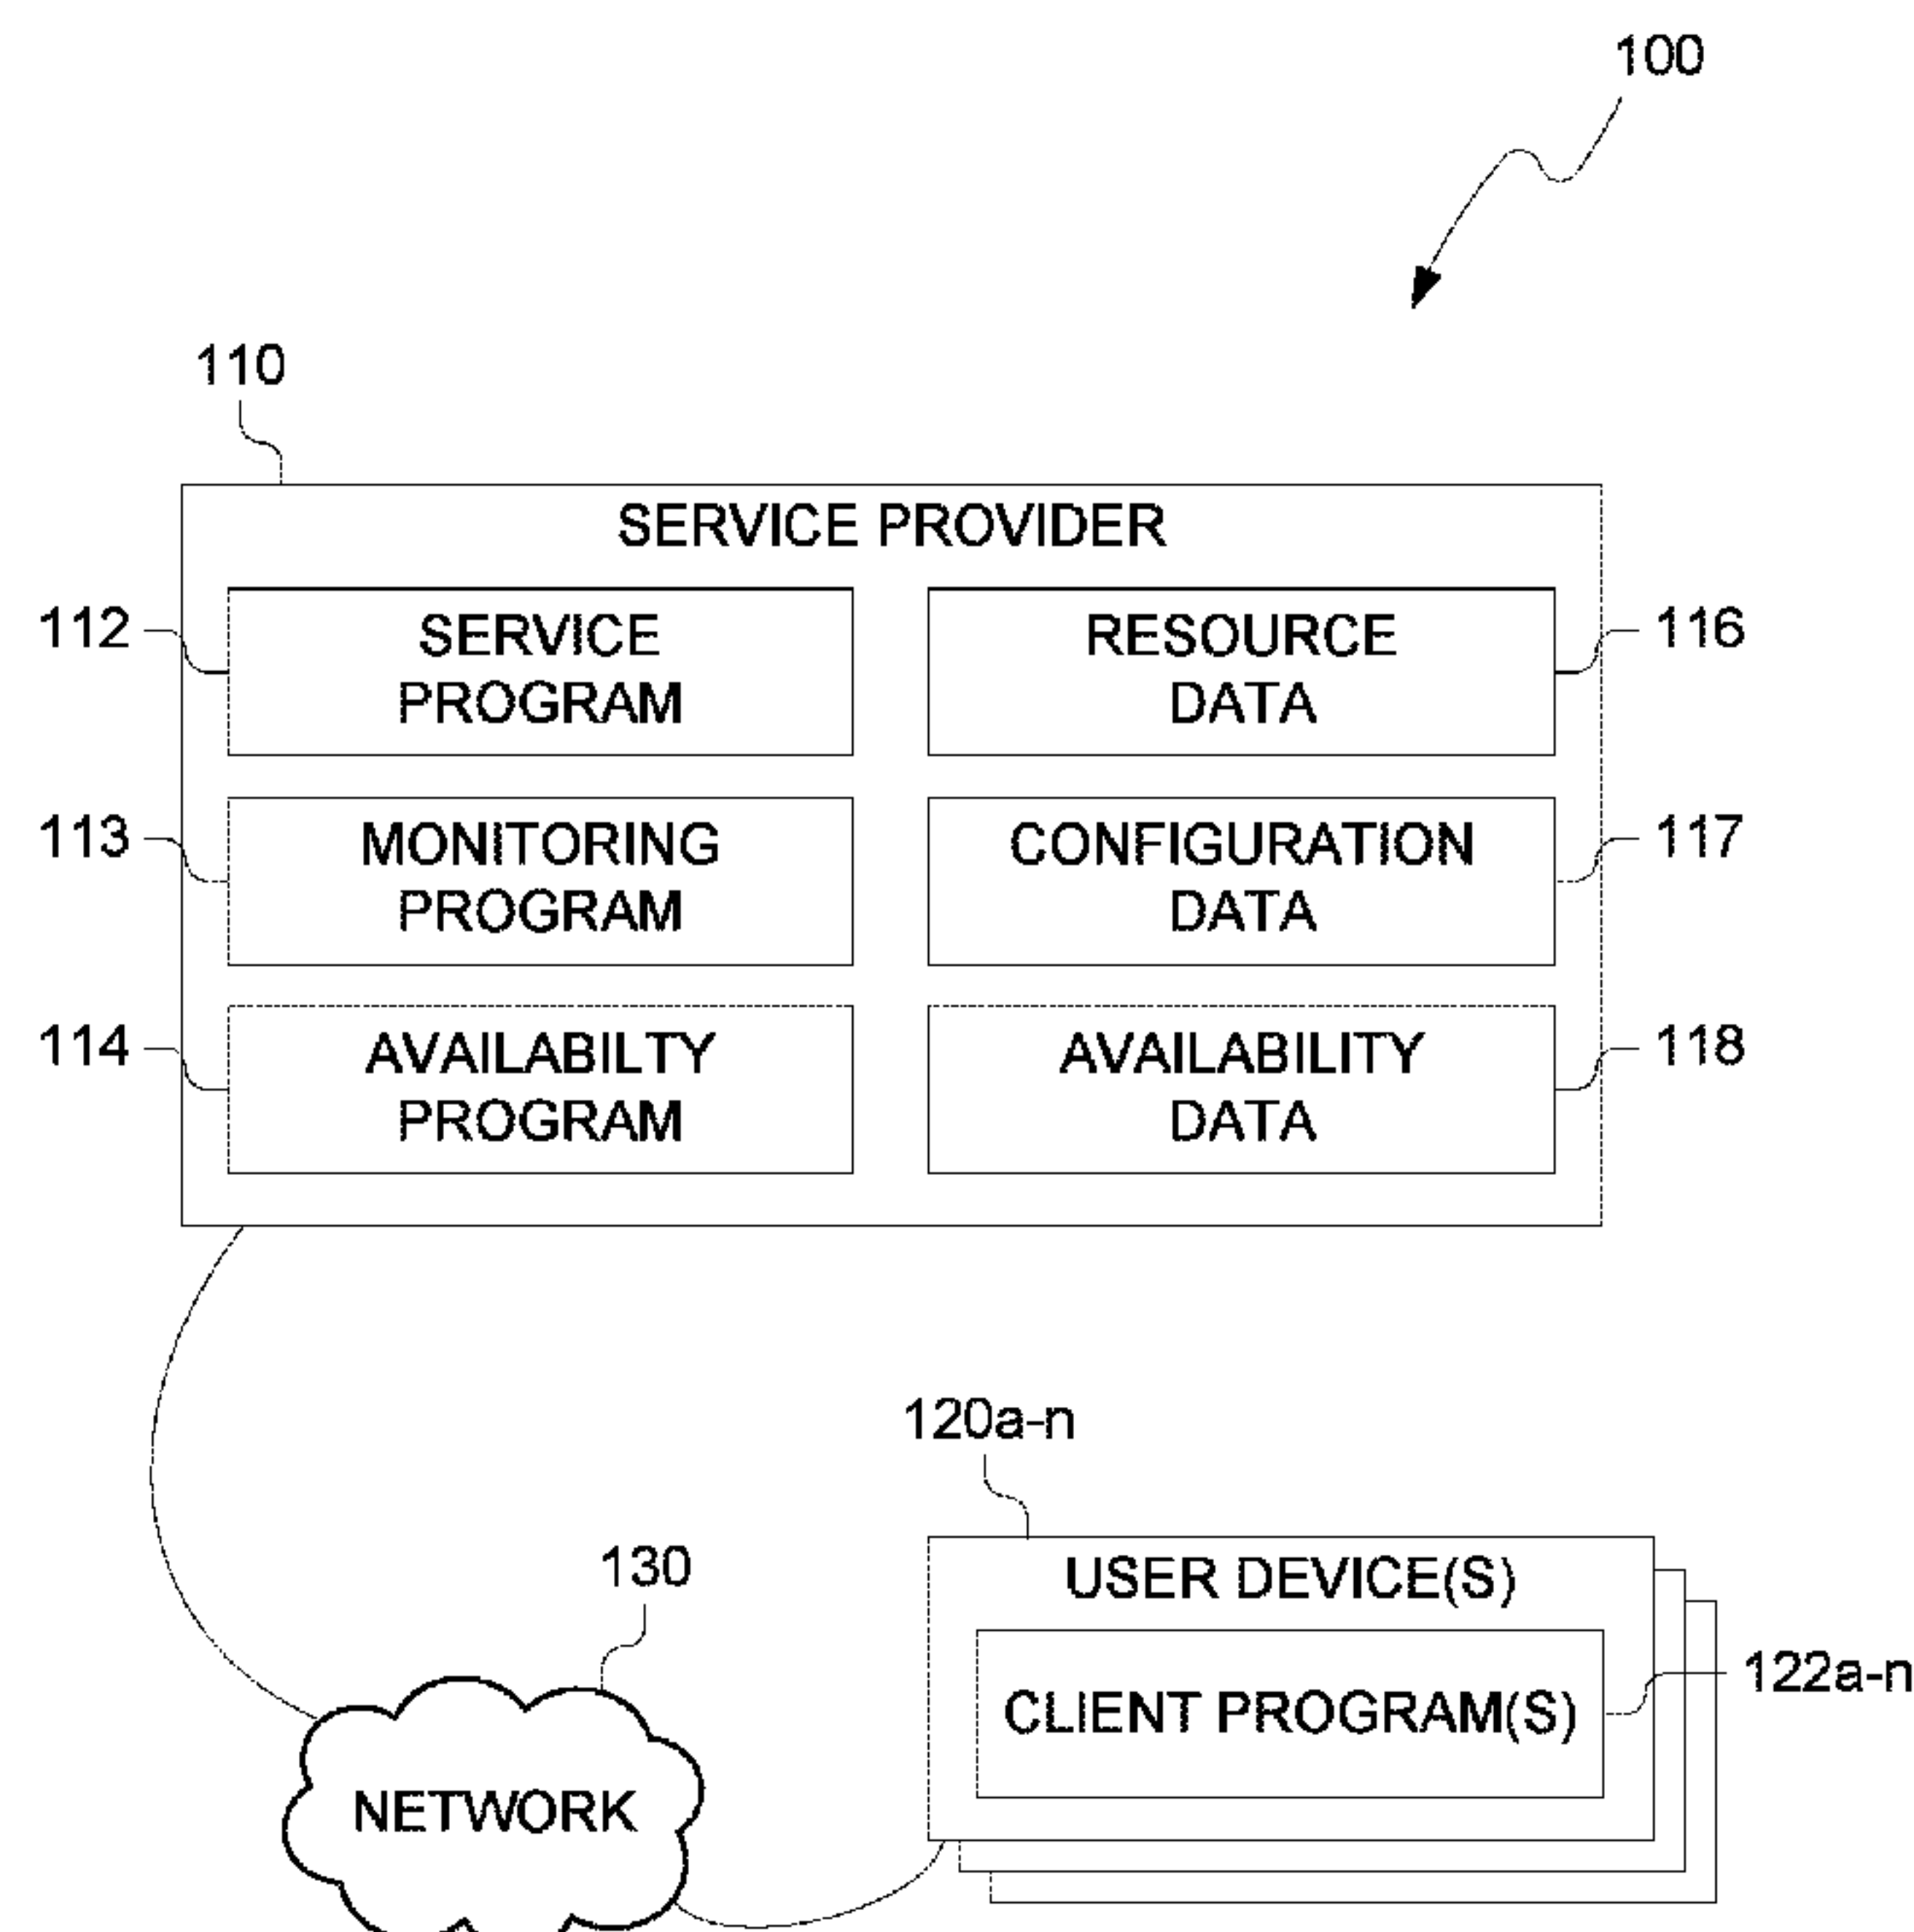 100
110
SERVICE PROVIDER
112
SERVICE
PROGRAM
RESOURCE
DATA
116
113
MONITORING
PROGRAM
CONFIGURATION
DATA
117
114
AVAILABILTY
PROGRAM
AVAILABILITY
DATA
118
120a-n
130
USER DEVICE(S)
CLIENT PROGRAM(S)
122a-n
NETWORK